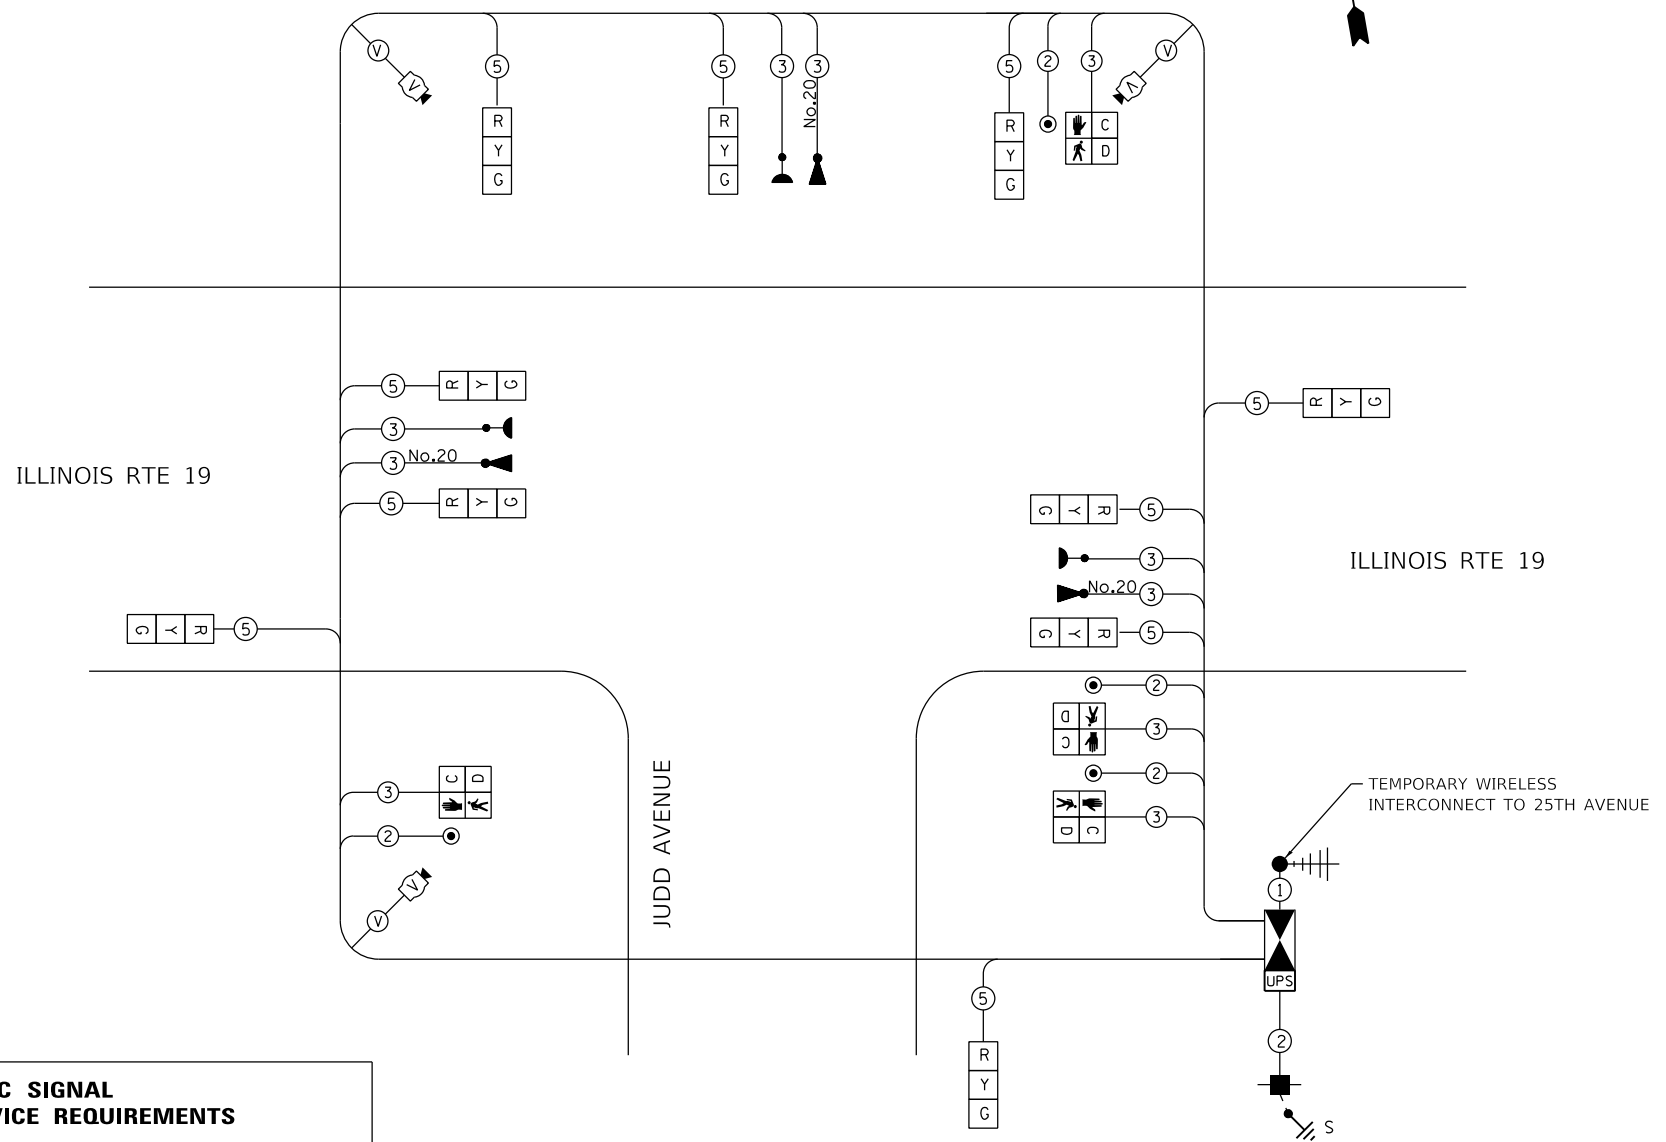 V
5
5
3
3
5
2
3
V
V
V
No.20
R
Y
G
R
Y
G
R
Y
G
C
D
5
R Y G
3
3 No.20
5
R Y G
ILLINOIS RTE 19
5
R Y G
G Y R
5
3
No.20 3
G Y R
5
ILLINOIS RTE 19
G Y R
5
2
D
C
3
2
D C
3
3
C D
2
V
V
JUDD AVENUE
TEMPORARY WIRELESS
INTERCONNECT TO 25TH AVENUE
1
UPS
2
S
5
R
Y
G
C SIGNAL
VICE REQUIREMENTS